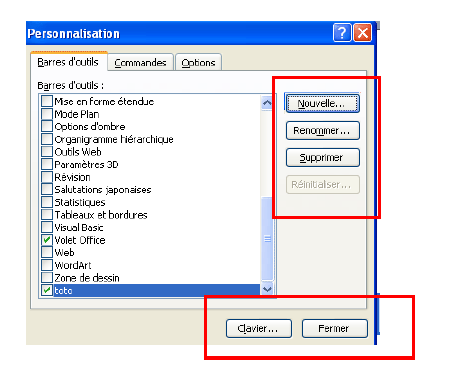 Personnalisation
Barres d'outils Commandes Options
Barres d'outils :
Mise en forme étendue
Mode Plan
Options d'ombre
Organigramme hiérarchique
Outils Web
Paramètres 3D
Révision
Salutations japonaises
Statistiques
Tableaux et bordures
Visual Basic
Volet Office
Web
WordArt
Zone de dessin
toto
Nouvelle...
Renommer...
Supprimer
Réinitialiser...
Clavier... Fermer